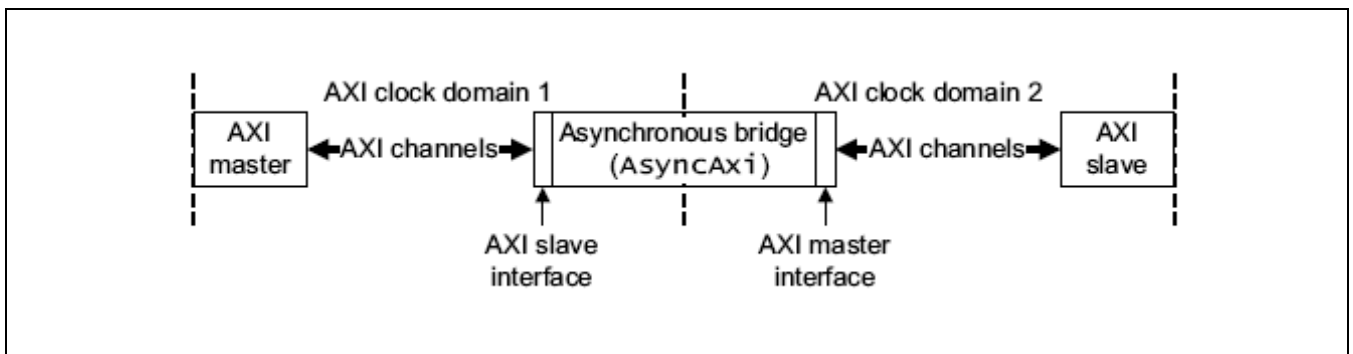 AXI clock domain 1
AXI clock domain 2
AXI
master
AXI channels
Asynchronous bridge
(AsyncAxi)
AXI channels
AXI
slave
AXI slave
interface
AXI master
interface